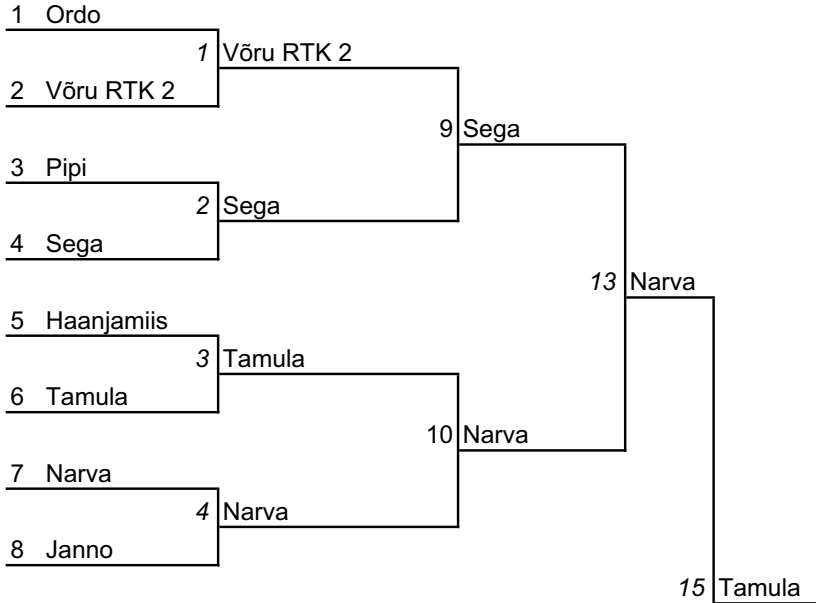 1 Ordo
1 Võru RTK 2
2 Võru RTK 2
9 Sega
3 Pipi
2 Sega
4 Sega
13 Narva
5 Haanjamiis
3 Tamula
6 Tamula
10 Narva
7 Narva
4 Narva
8 Janno
15 Tamula